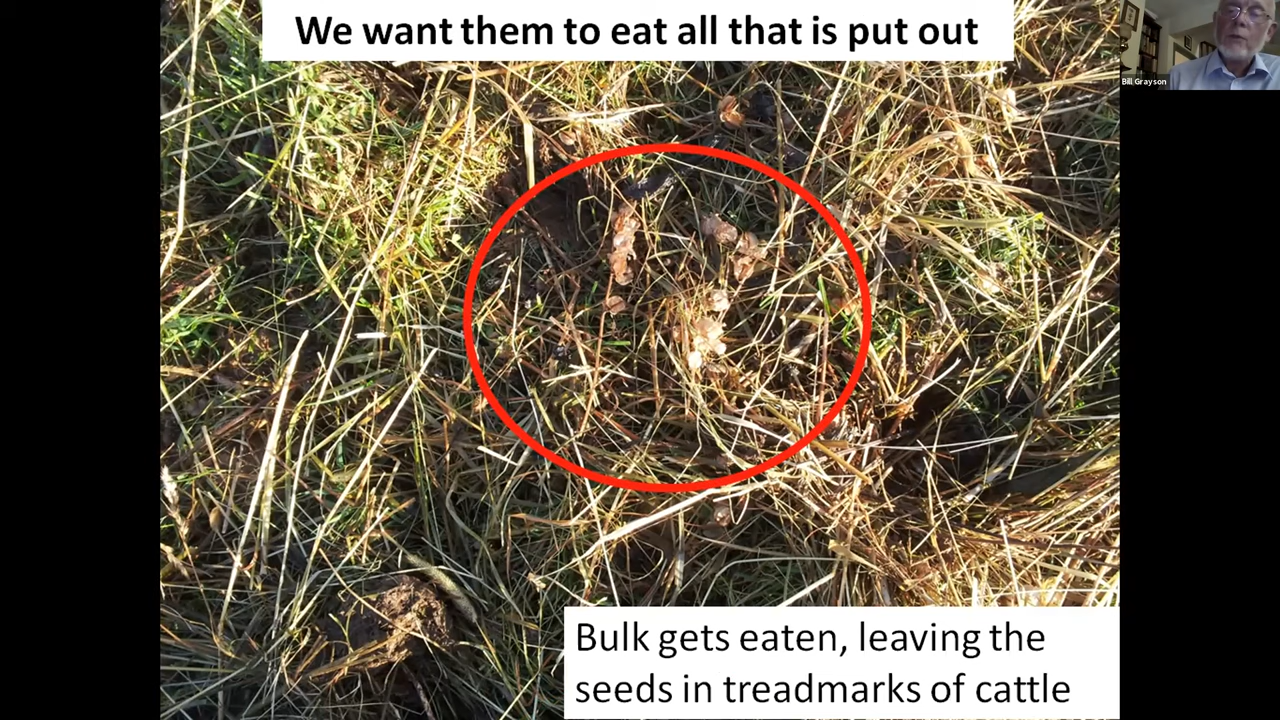 We want them to eat all that is put out
Bill Grayson
Bulk gets eaten, leaving the
seeds in treadmarks of cattle